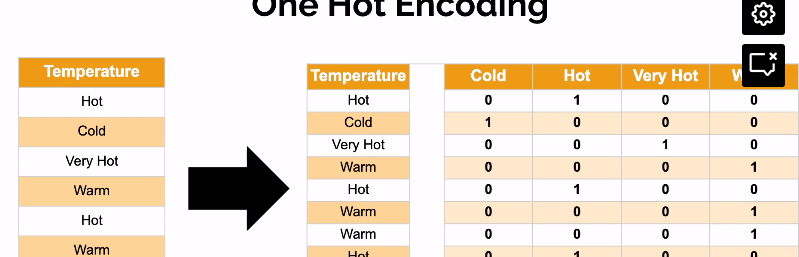 One Hot Encoding
Temperature
Hot
Cold
Very Hot
Warm
Hot
Warm
Temperature Cold Hot Very Hot
Hot 0 1 0 0
Cold 1 0 0 0
Very Hot 0 0 1 0
Warm 0 0 0 1
Hot 0 1 0 0
Warm 0 0 0 1
Warm 0 0 0 1
Hot 0 1 0 0